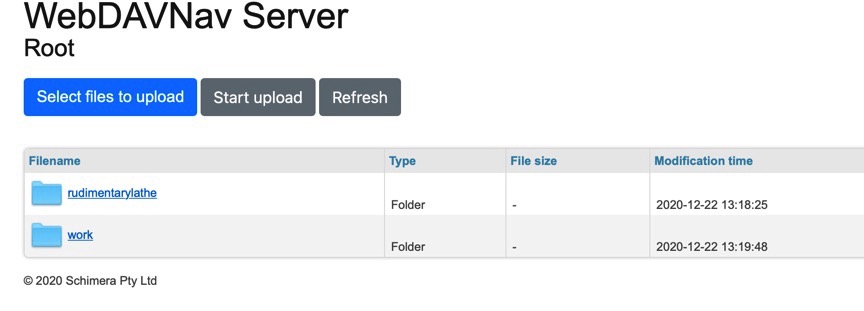 WebDAVNav Server
Root
Select files to upload Start upload Refresh
Filename Type File size Modification time
rudimentarylathe Folder - 2020-12-22 13:18:25
work Folder - 2020-12-22 13:19:48
© 2020 Schimera Pty Ltd